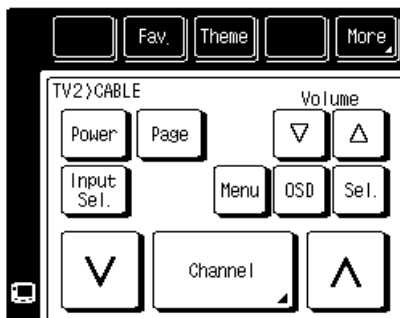 Fav. Theme More
TV2>CABLE
Volume
Power Page
Input
Sel.
Menu OSD Sel.
Channel